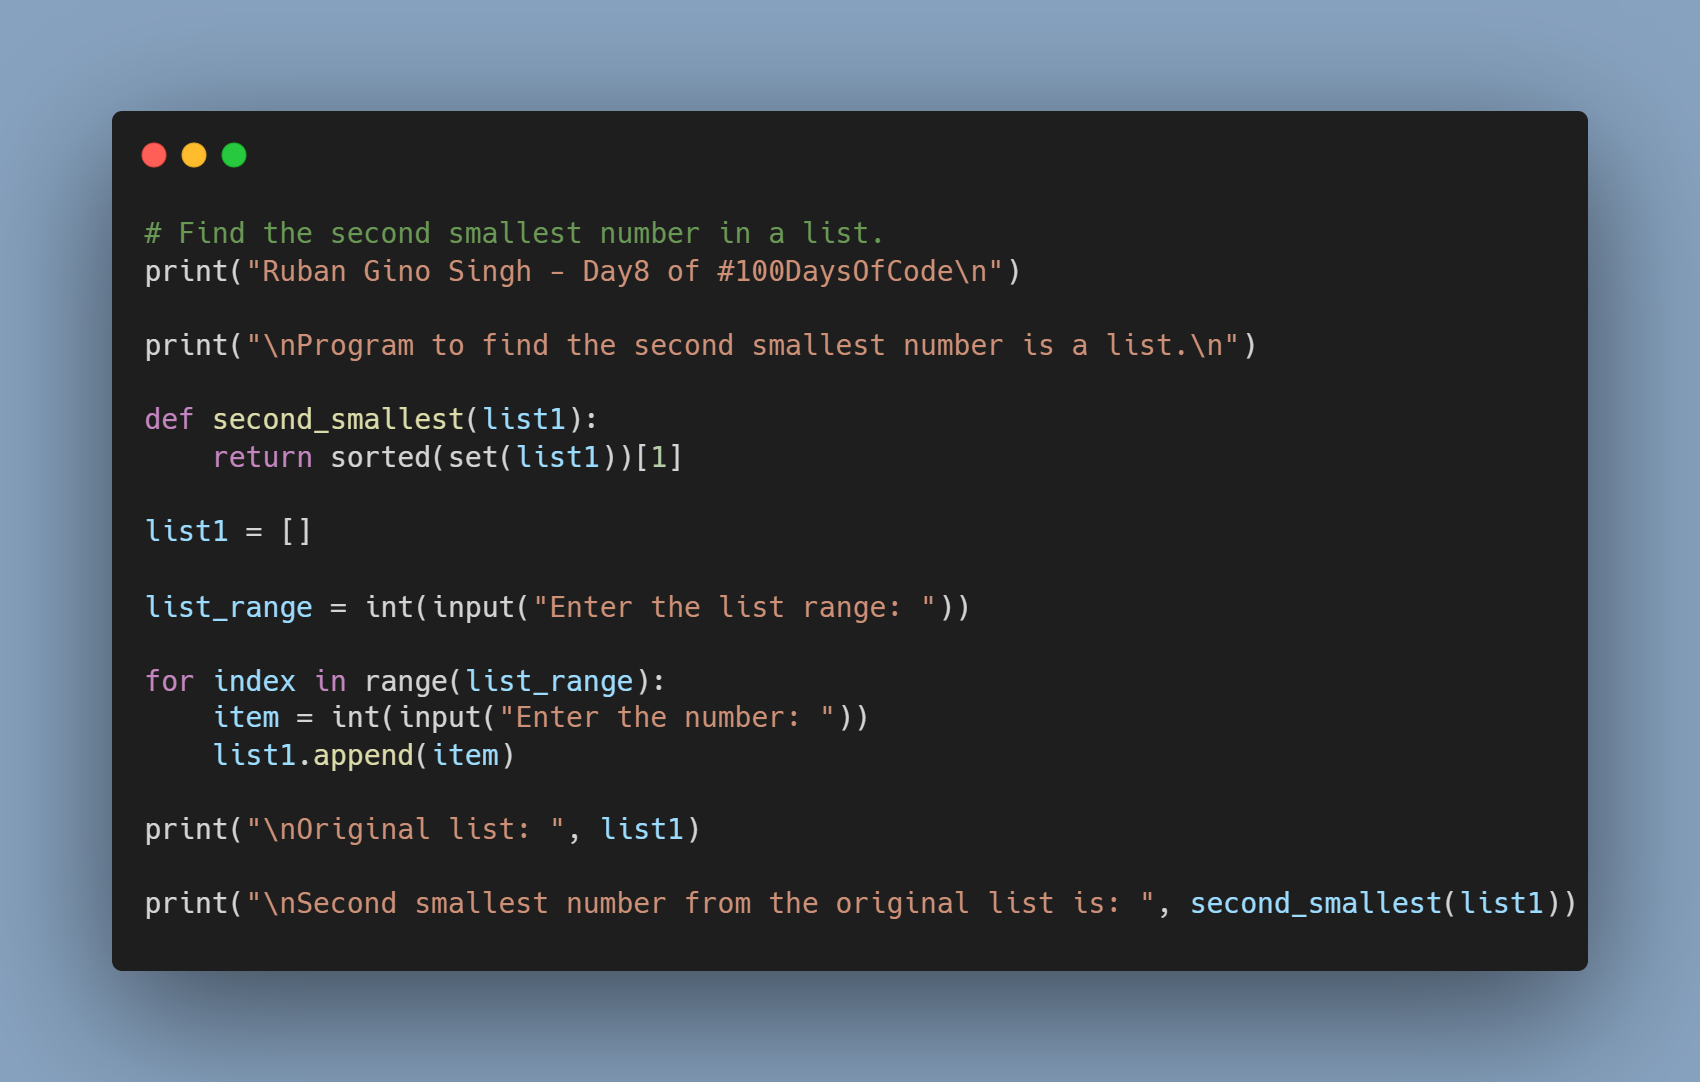 # Find the second smallest number in a list.
print("Ruban Gino Singh - Day8 of #100DaysOfCode\n")
print("\nProgram to find the second smallest number is a list.\n")
def second_smallest(list1):
    return sorted(set(list1))[1]
list1 = []
list_range = int(input("Enter the list range: "))
for index in range(list_range):
    item = int(input("Enter the number: "))
    list1.append(item)
print("\nOriginal list: ", list1)
print("\nSecond smallest number from the original list is: ", second_smallest(list1))